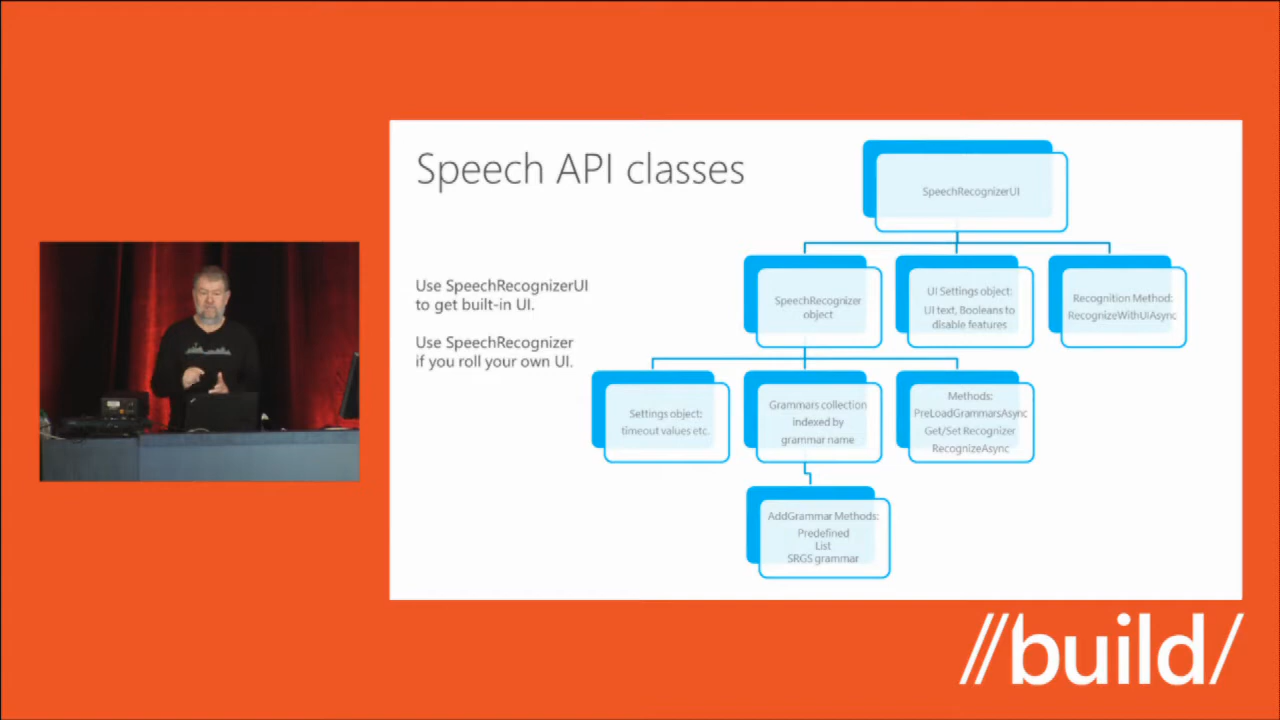 Speech API classes
Use SpeechRecognizerUI
to get built-in UI.
Use SpeechRecognizer
if you roll your own UI.
SpeechRecognizerUI
SpeechRecognizer
object
UI Settings object:
UI text, Booleans to
disable features
Recognition Method:
RecognizeWithUIAsync
Settings object:
timeout values etc.
Grammars collection
indexed by
grammar name
Methods:
PreLoadGrammarsAsync
Get/Set Recognizer
RecognizeAsync
AddGrammar Methods:
Predefined
List
SRGS grammar
//build/